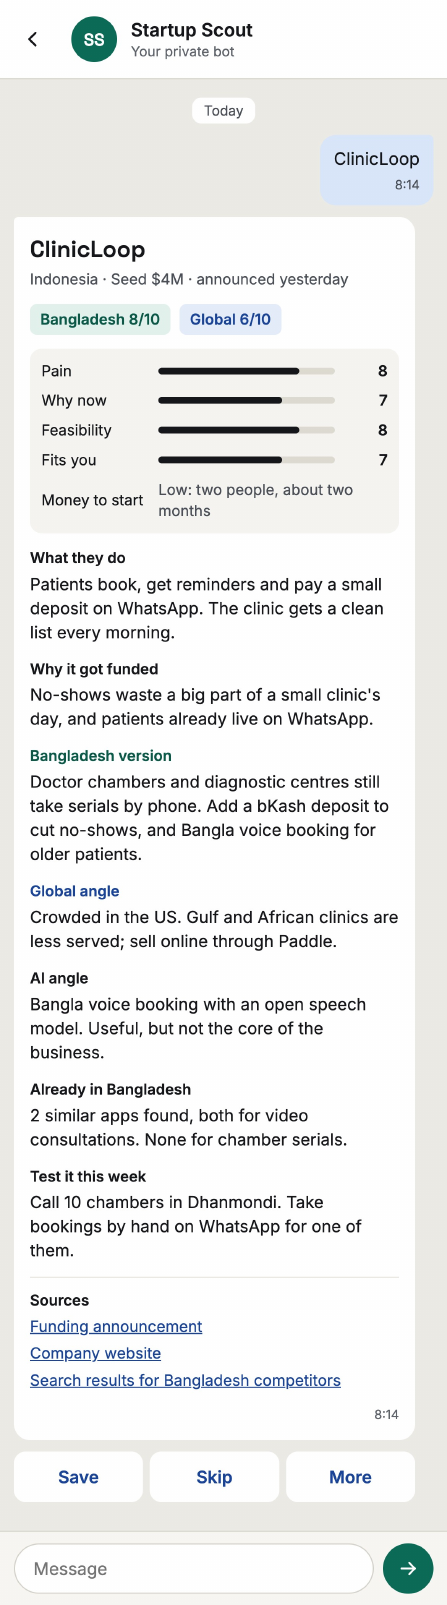 SS
Startup Scout
Your private bot
Today
ClinicLoop
8:14
ClinicLoop
Indonesia · Seed $4M · announced yesterday
Bangladesh 8/10
Global 6/10
Pain 8
Why now 7
Feasibility 8
Fits you 7
Money to start
Low: two people, about two
months
What they do
Patients book, get reminders and pay a small
deposit on WhatsApp. The clinic gets a clean
list every morning.
Why it got funded
No-shows waste a big part of a small clinic's
day, and patients already live on WhatsApp.
Bangladesh version
Doctor chambers and diagnostic centres still
take serials by phone. Add a bKash deposit to
cut no-shows, and Bangla voice booking for
older patients.
Global angle
Crowded in the US. Gulf and African clinics are
less served; sell online through Paddle.
AI angle
Bangla voice booking with an open speech
model. Useful, but not the core of the
business.
Already in Bangladesh
2 similar apps found, both for video
consultations. None for chamber serials.
Test it this week
Call 10 chambers in Dhanmondi. Take
bookings by hand on WhatsApp for one of
them.
Sources
Funding announcement
Company website
Search results for Bangladesh competitors
8:14
Save
Skip
More
Message